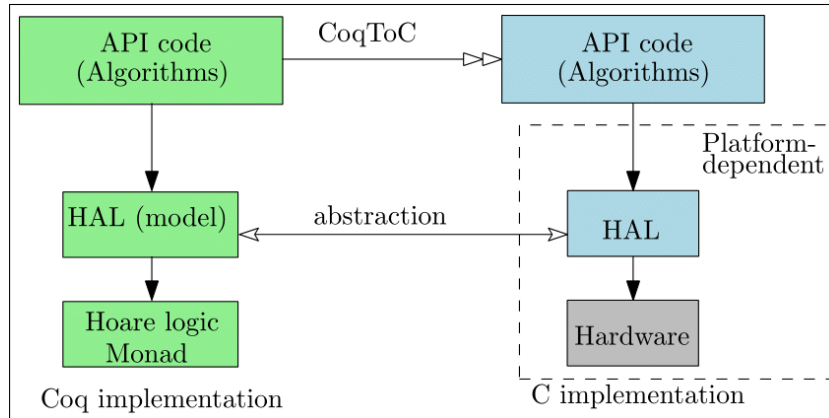 API code
(Algorithms)
CoqToC
API code
(Algorithms)
Platform-
dependent
HAL (model)
abstraction
HAL
Hoare logic
Monad
Hardware
Coq implementation
C implementation